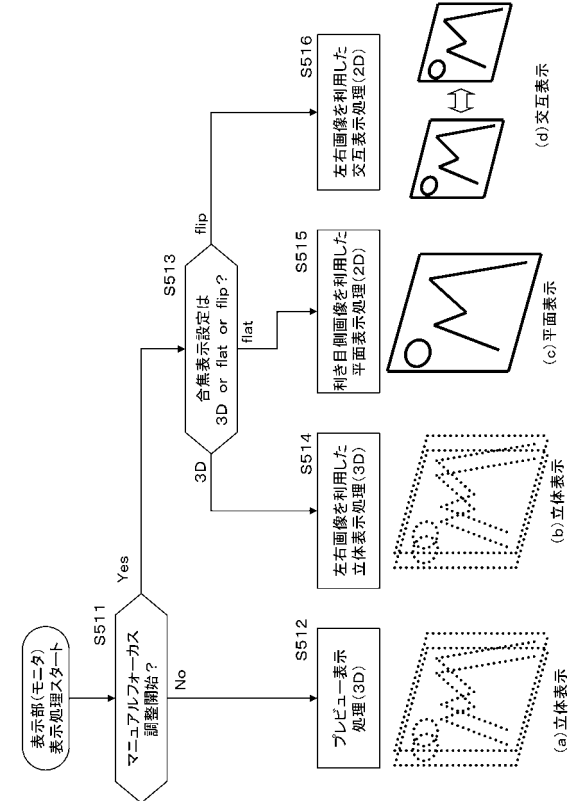 表示部(モニタ)
表示処理スタート
S511
マニュアルフォーカス
調整開始？
Yes
No
S512
プレビュー表示
処理(3D)
S513
合焦表示設定は
3D or flat or flip？
3D
flat
flip
S514
左右画像を利用した
立体表示処理(3D)
S515
利き目側画像を利用した
平面表示処理(2D)
S516
左右画像を利用した
交互表示処理(2D)
(a)立体表示
(b)立体表示
(c)平面表示
(d)交互表示